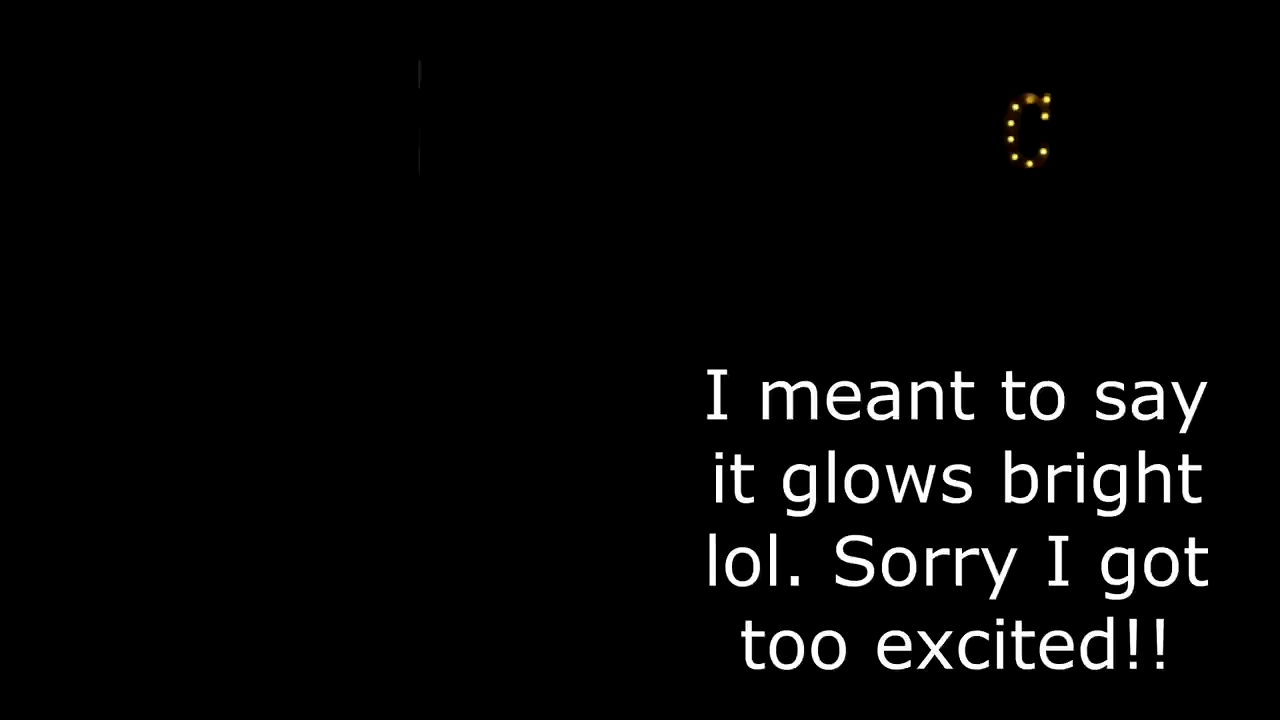 C
I meant to say
it glows bright
lol. Sorry I got
too excited!!